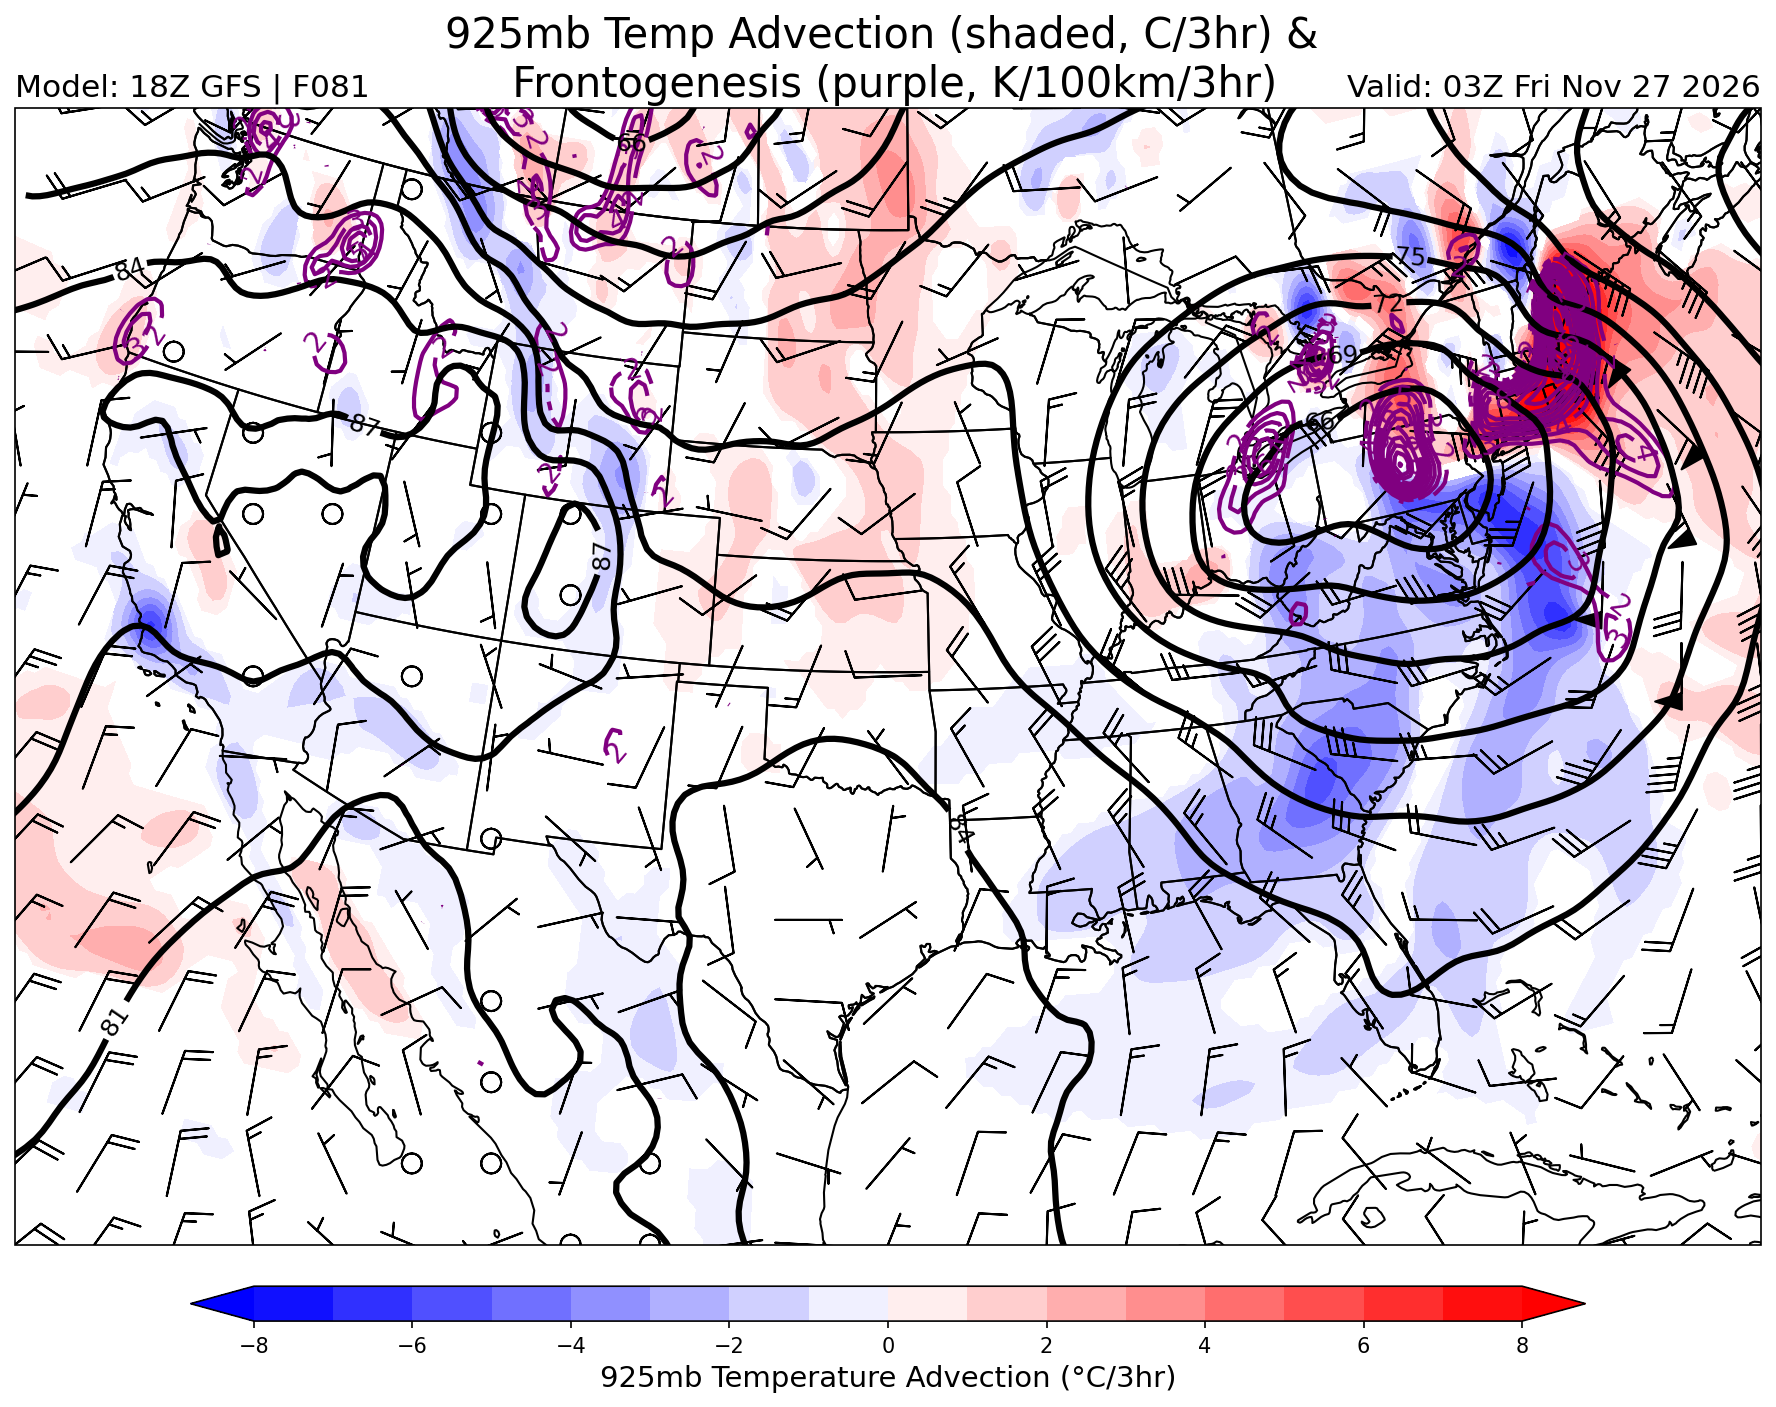 925mb Temp Advection (shaded, C/3hr) &
Model: 18Z GFS | F081
Frontogenesis (purple, K/100km/3hr)
Valid: 03Z Fri Nov 27 2026
66
84
75
72
69
87
66
87
84
81
−8 −6 −4 −2 0 2 4 6 8
925mb Temperature Advection (°C/3hr)